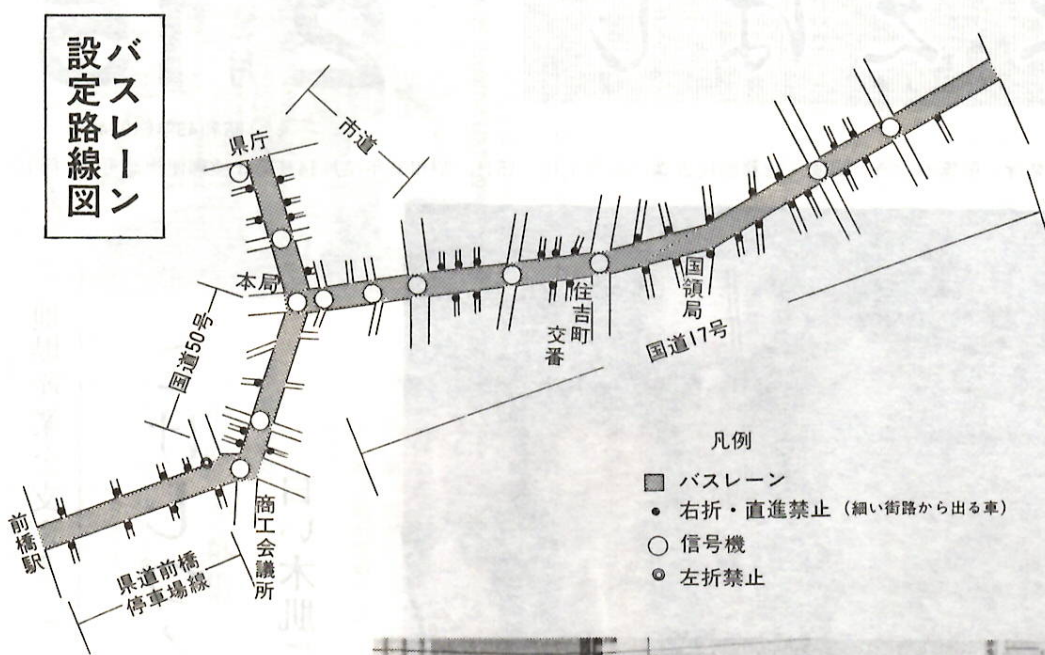 バスレーン
設定路線図
市道
県庁
本局
国道50号
住吉町
交番
国領局
国道17号
前橋駅
県道前橋
停車場線
商工会議所
凡例
バスレーン
右折・直進禁止（細い街路から出る車）
信号機
左折禁止